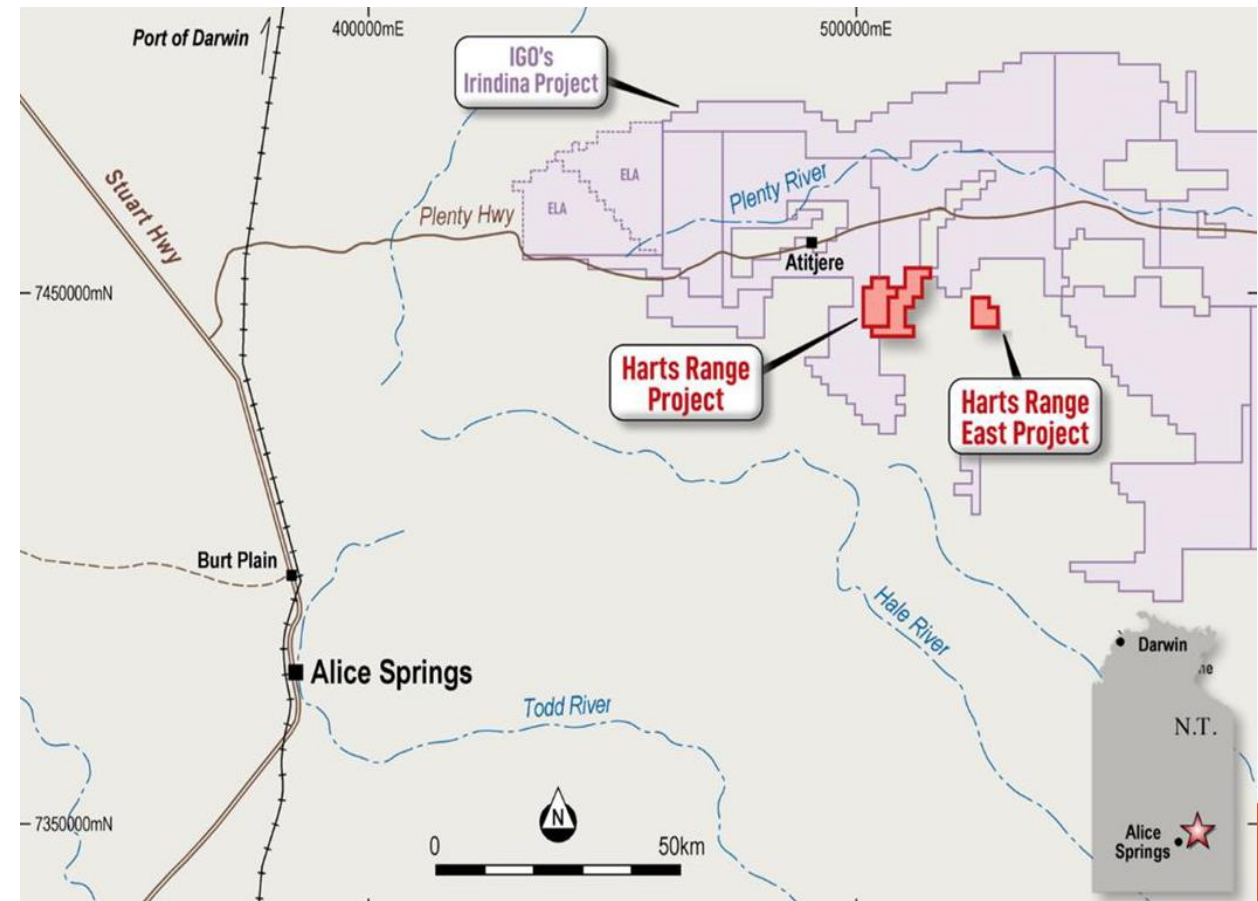 Port of Darwin
400000mE
500000mE
IGO's
Irindina Project
Stuart Hwy
ELA
ELA
Plenty River
Plenty Hwy
Atitjere
7450000mN
Harts Range
Project
Harts Range
East Project
Burt Plain
Hale River
Alice Springs
Todd River
Darwin
ne
N.T.
7350000mN
N
0
50km
Alice
Springs